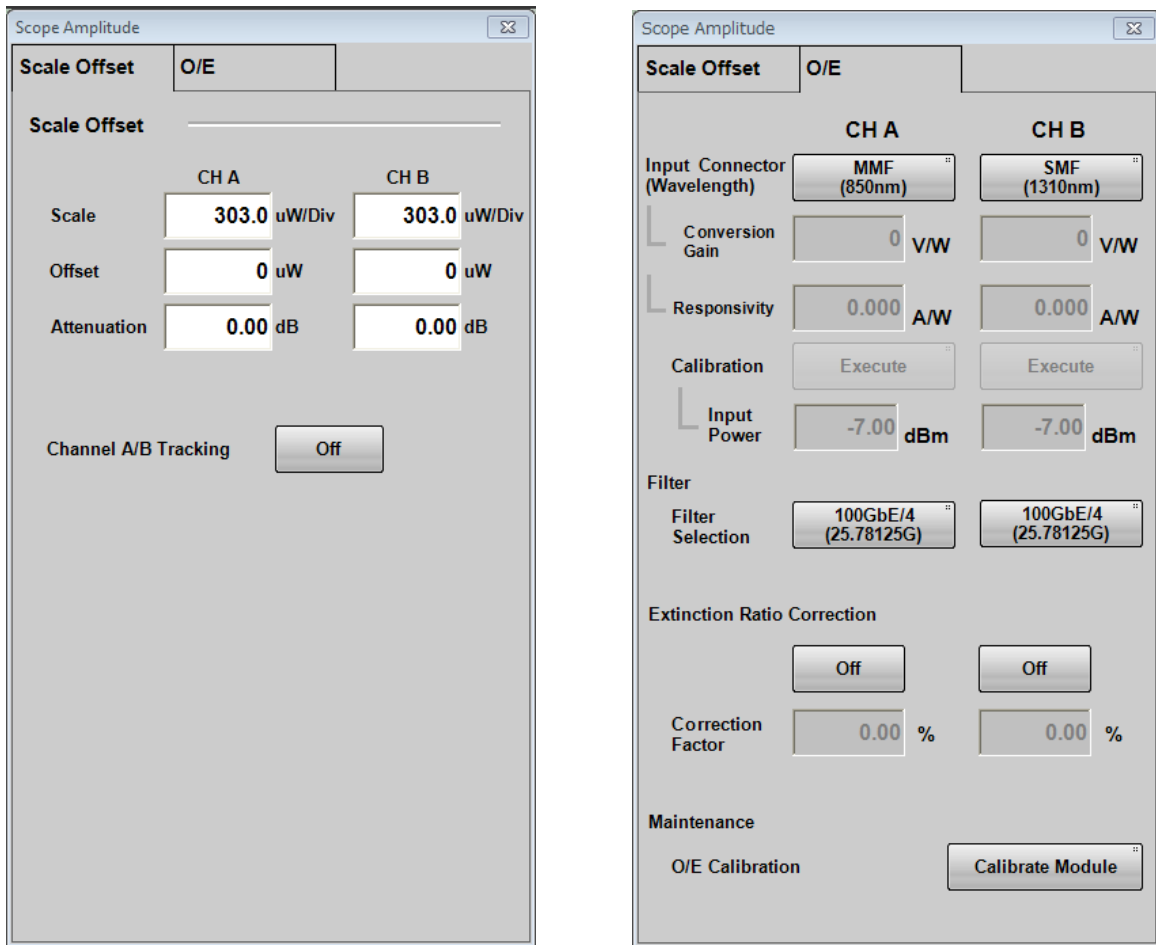 Scope Amplitude
Scale Offset O/E
Scale Offset
CH A CH B
Scale 303.0 uW/Div 303.0 uW/Div
Offset 0 uW 0 uW
Attenuation 0.00 dB 0.00 dB
Channel A/B Tracking Off
Scope Amplitude
Scale Offset O/E
CH A CH B
Input Connector
(Wavelength)
MMF
(850nm)
SMF
(1310nm)
Conversion
Gain
0 V/W 0 V/W
Responsivity 0.000 A/W 0.000 A/W
Calibration Execute Execute
Input
Power
-7.00 dBm -7.00 dBm
Filter
Filter
Selection
100GbE/4
(25.78125G)
100GbE/4
(25.78125G)
Extinction Ratio Correction
Off Off
Correction
Factor
0.00 % 0.00 %
Maintenance
O/E Calibration Calibrate Module